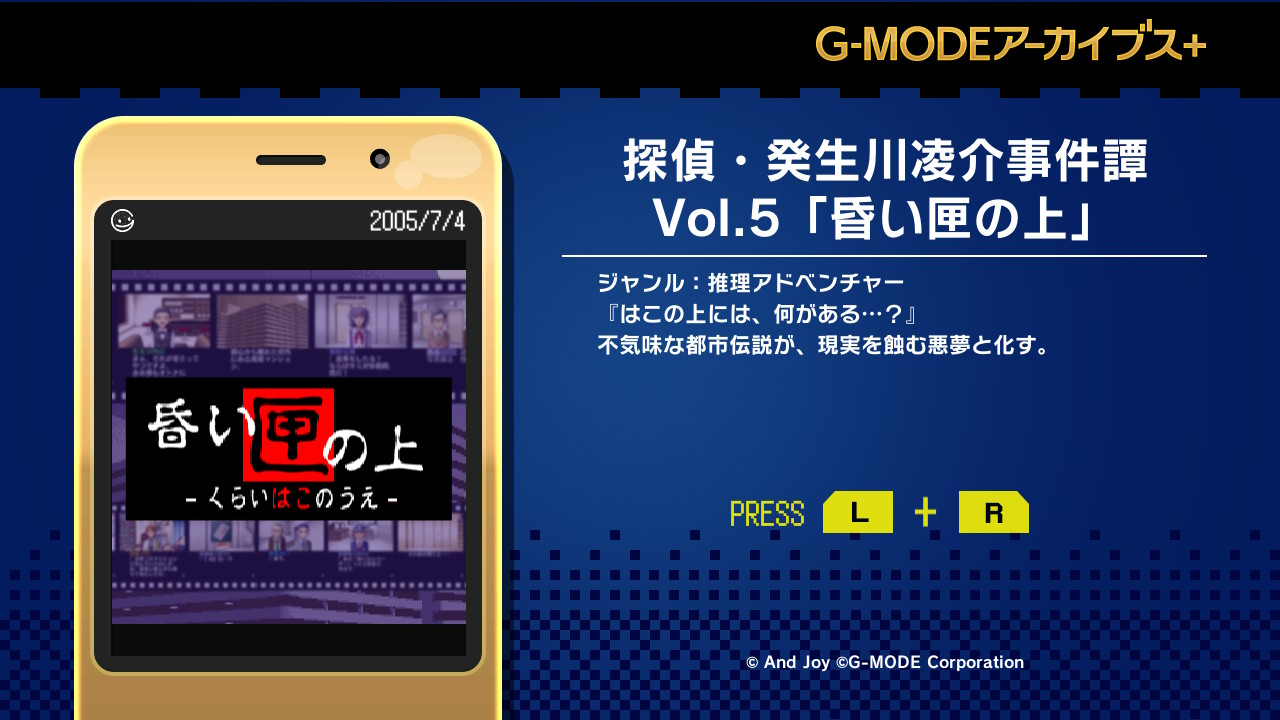 G-MODEアーカイブス+
探偵・癸生川凌介事件譚
Vol.5「昏い匣の上」
ジャンル：推理アドベンチャー
『はこの上には、何がある…？』
不気味な都市伝説が、現実を蝕む悪夢と化す。
2005/7/4
昏い匣の上
-くらいはこのうえ-
PRESS L + R
© And Joy ©G-MODE Corporation